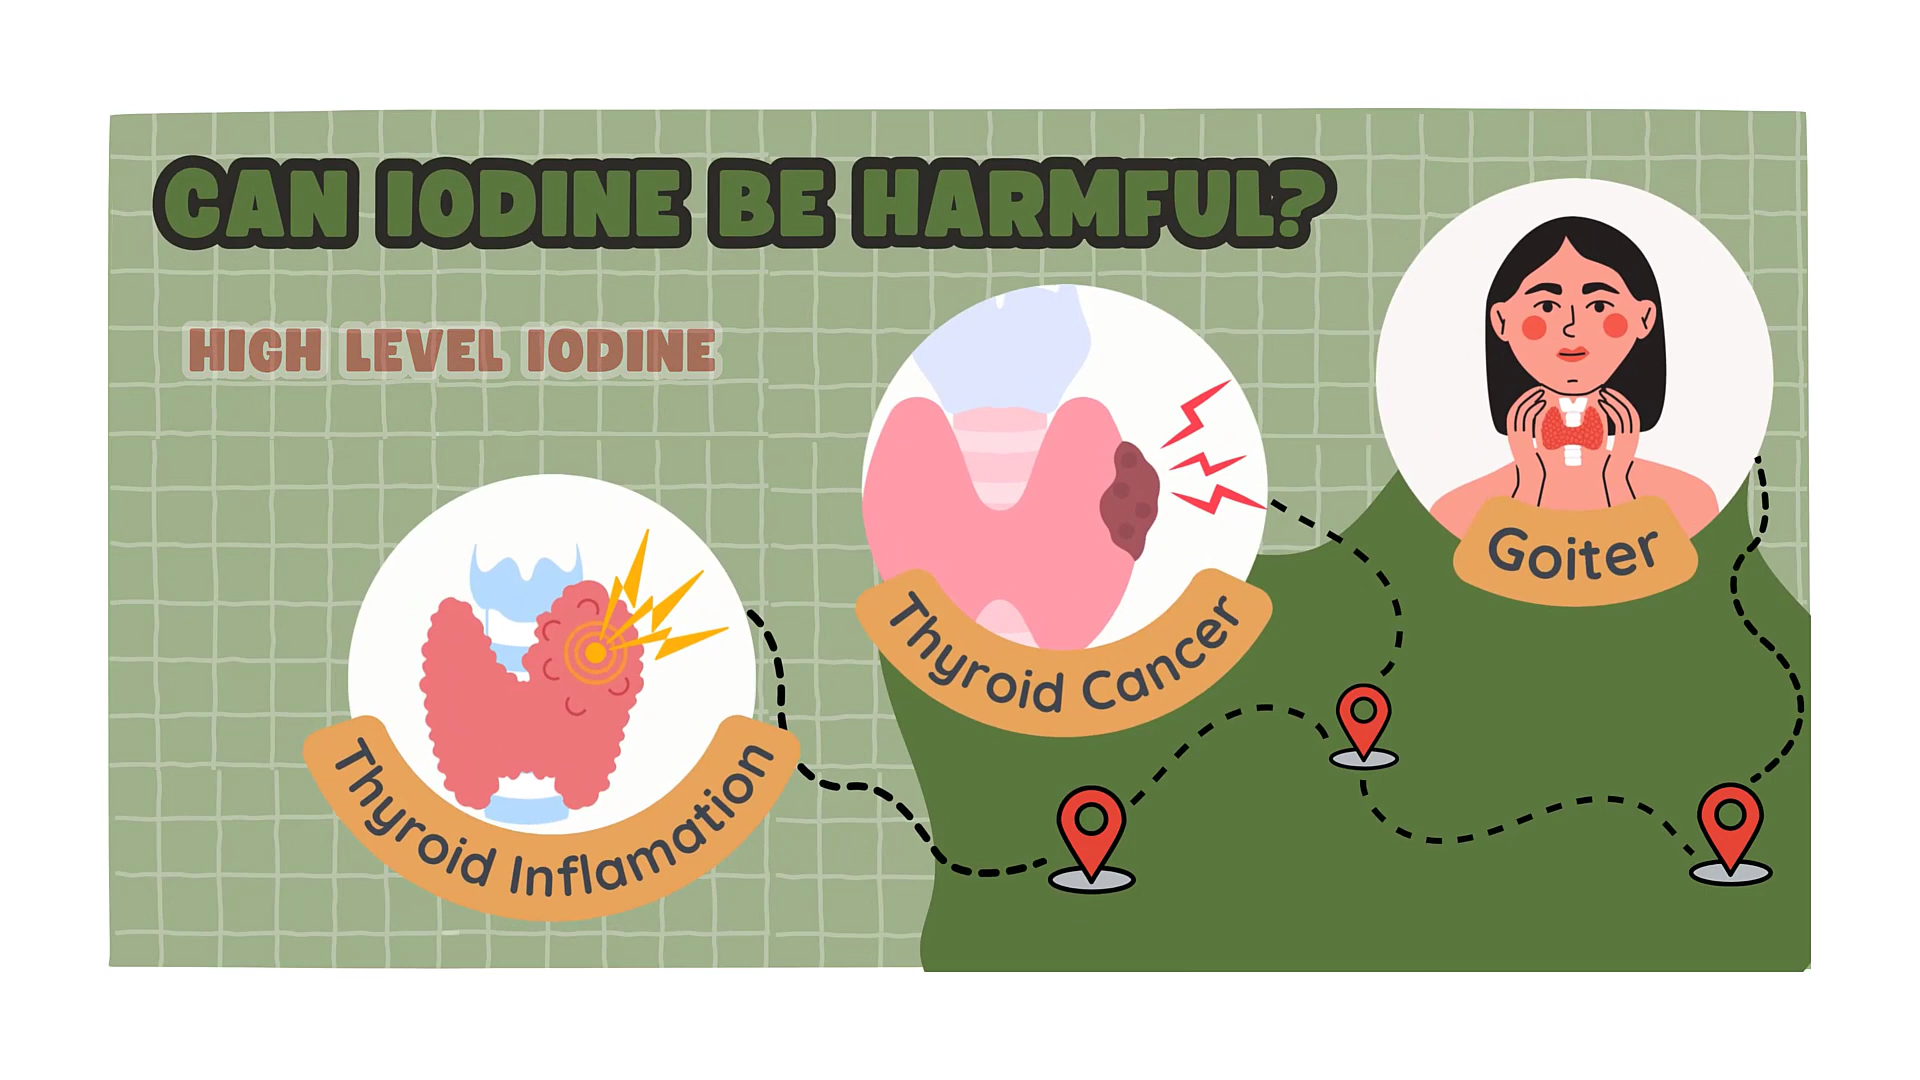 CAN IODINE BE HARMFUL?
HIGH LEVEL IODINE
Thyroid Inflamation
Thyroid Cancer
Goiter